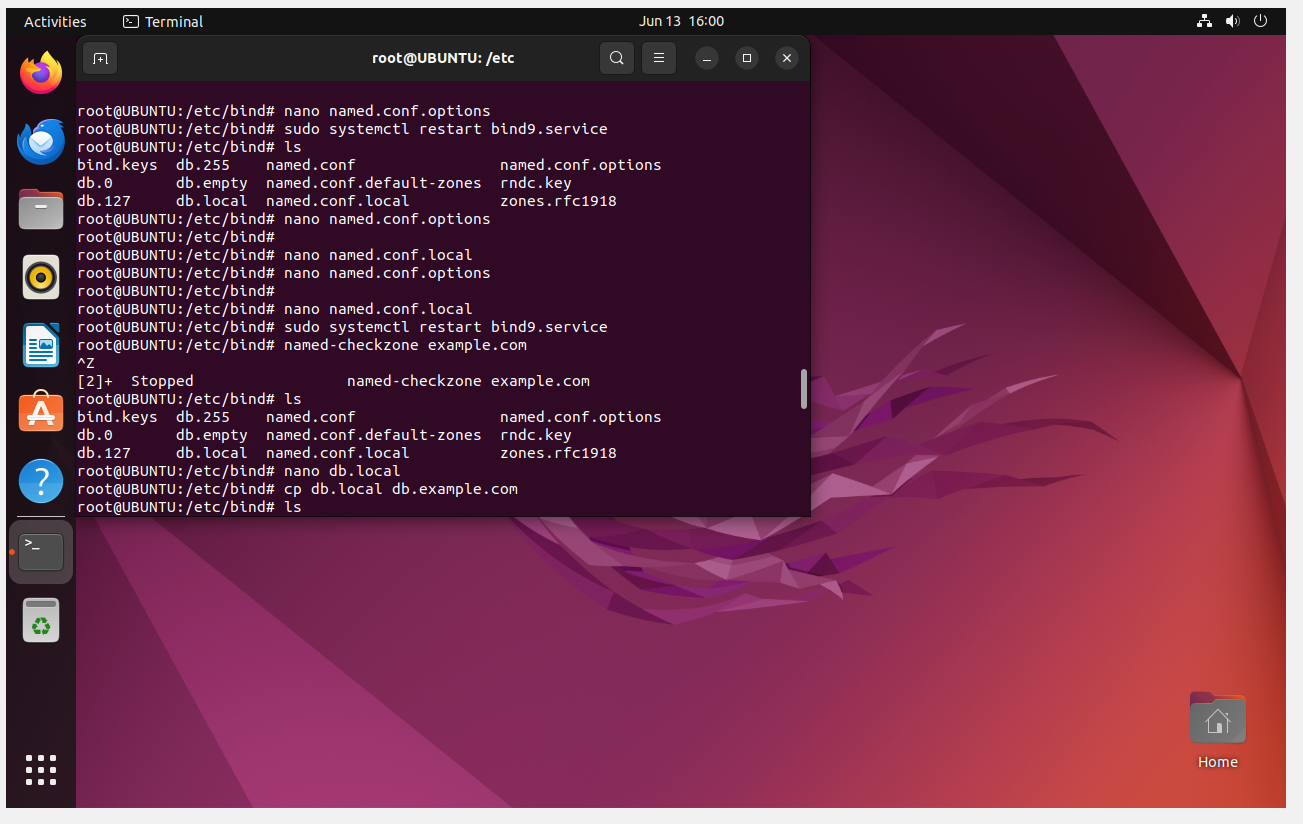 Activities Terminal Jun 13 16:00
root@UBUNTU: /etc
root@UBUNTU:/etc/bind# nano named.conf.options
root@UBUNTU:/etc/bind# sudo systemctl restart bind9.service
root@UBUNTU:/etc/bind# ls
bind.keys db.255 named.conf named.conf.options
db.0 db.empty named.conf.default-zones rndc.key
db.127 db.local named.conf.local zones.rfc1918
root@UBUNTU:/etc/bind# nano named.conf.options
root@UBUNTU:/etc/bind#
root@UBUNTU:/etc/bind# nano named.conf.local
root@UBUNTU:/etc/bind# nano named.conf.options
root@UBUNTU:/etc/bind#
root@UBUNTU:/etc/bind# nano named.conf.local
root@UBUNTU:/etc/bind# sudo systemctl restart bind9.service
root@UBUNTU:/etc/bind# named-checkzone example.com
^Z
[2]+ Stopped named-checkzone example.com
root@UBUNTU:/etc/bind# ls
bind.keys db.255 named.conf named.conf.options
db.0 db.empty named.conf.default-zones rndc.key
db.127 db.local named.conf.local zones.rfc1918
root@UBUNTU:/etc/bind# nano db.local
root@UBUNTU:/etc/bind# cp db.local db.example.com
root@UBUNTU:/etc/bind# ls
Home